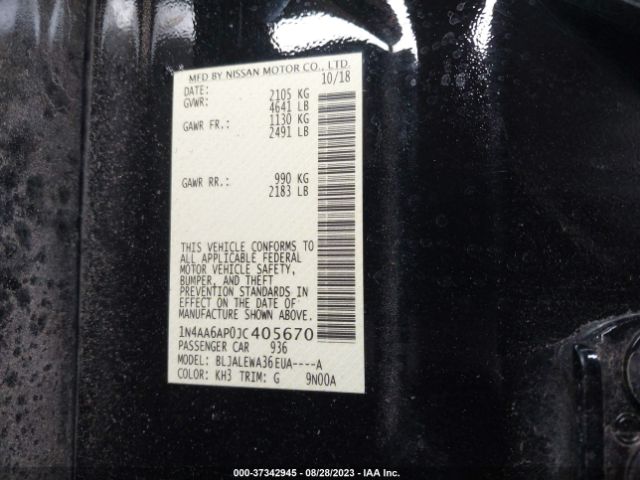 MFD BY NISSAN MOTOR CO., LTD.
DATE: 10/18
GVWR: 2105 KG
4641 LB
GAWR FR.: 1130 KG
2491 LB
GAWR RR.: 990 KG
2183 LB
THIS VEHICLE CONFORMS TO
ALL APPLICABLE FEDERAL
MOTOR VEHICLE SAFETY,
BUMPER, AND THEFT
PREVENTION STANDARDS IN
EFFECT ON THE DATE OF
MANUFACTURE SHOWN ABOVE.
1N4AA6AP0JC405670
PASSENGER CAR 936
MODEL: BLJALEWA36EUA----A
COLOR: KH3 TRIM: G 9N00A
000-37342945 - 08/28/2023 - IAA Inc.